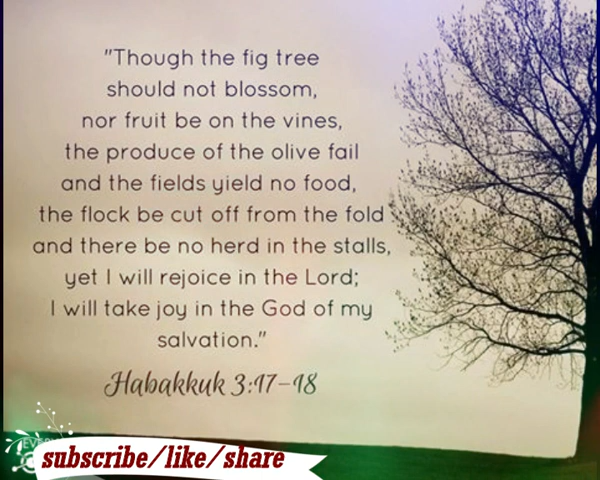 "Though the fig tree
should not blossom,
nor fruit be on the vines,
the produce of the olive fail
and the fields yield no food,
the flock be cut off from the fold
and there be no herd in the stalls,
yet I will rejoice in the Lord;
I will take joy in the God of my
salvation."
Habakkuk 3:17-18
subscribe/like/share